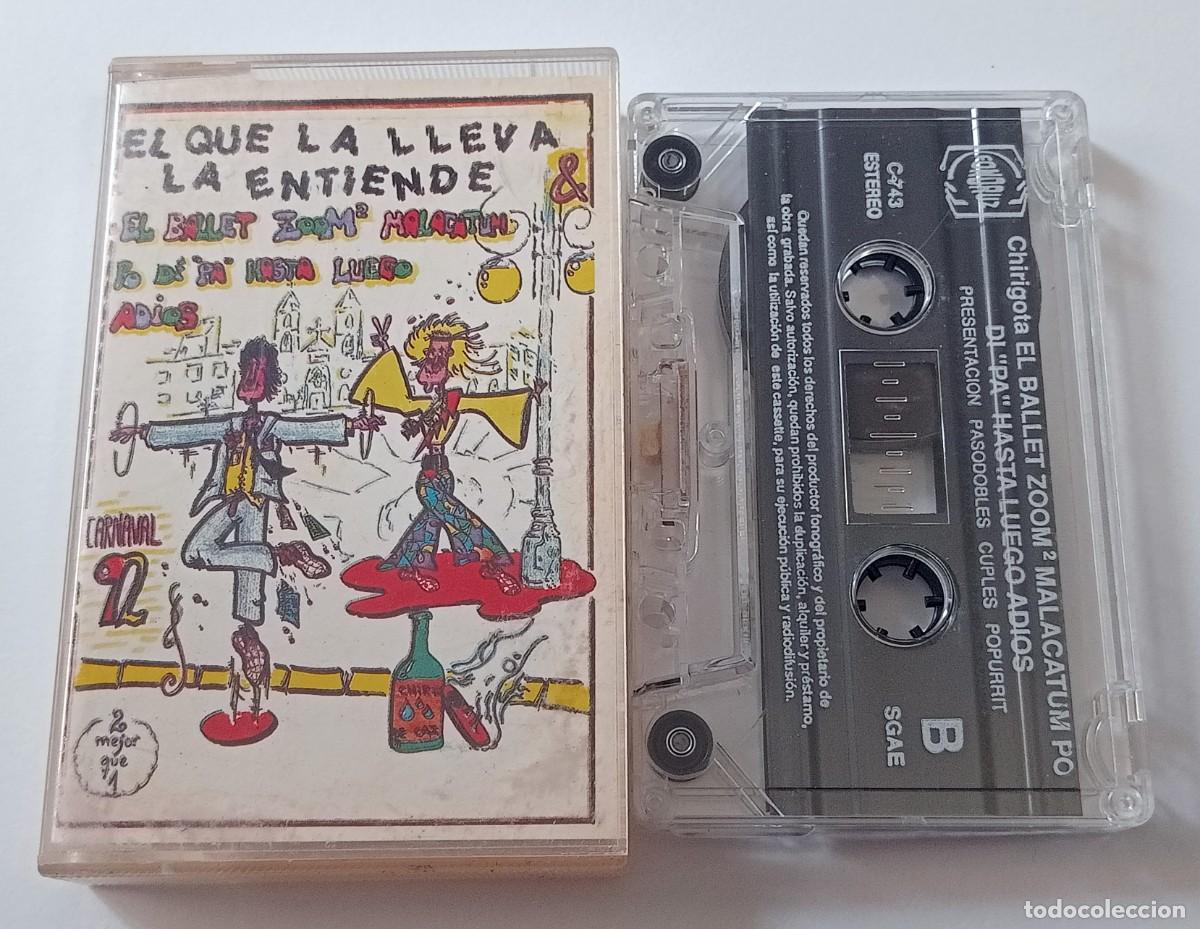 EL QUE LA LLEVA
LA ENTIENDE &
EL BALLET ZOOM² MALACATUM
PO DI "PA" HASTA LUEGO
ADIOS
CARNAVAL
92
2
mejor
que
1
Chirigota EL BALLET ZOOM² MALACATUM PO
DI "PA" HASTA LUEGO ADIOS
PRESENTACION PASODOBLES CUPLES POPURRIT
C-743
ESTEREO
B
SGAE
Quedan reservados todos los derechos del productor fonográfico y del propietario de
la obra grabada. Salvo autorización, quedan prohibidos la duplicación, alquiler y préstamo,
así como la utilización de este cassette, para su ejecución pública y radiodifusión.
todocoleccion